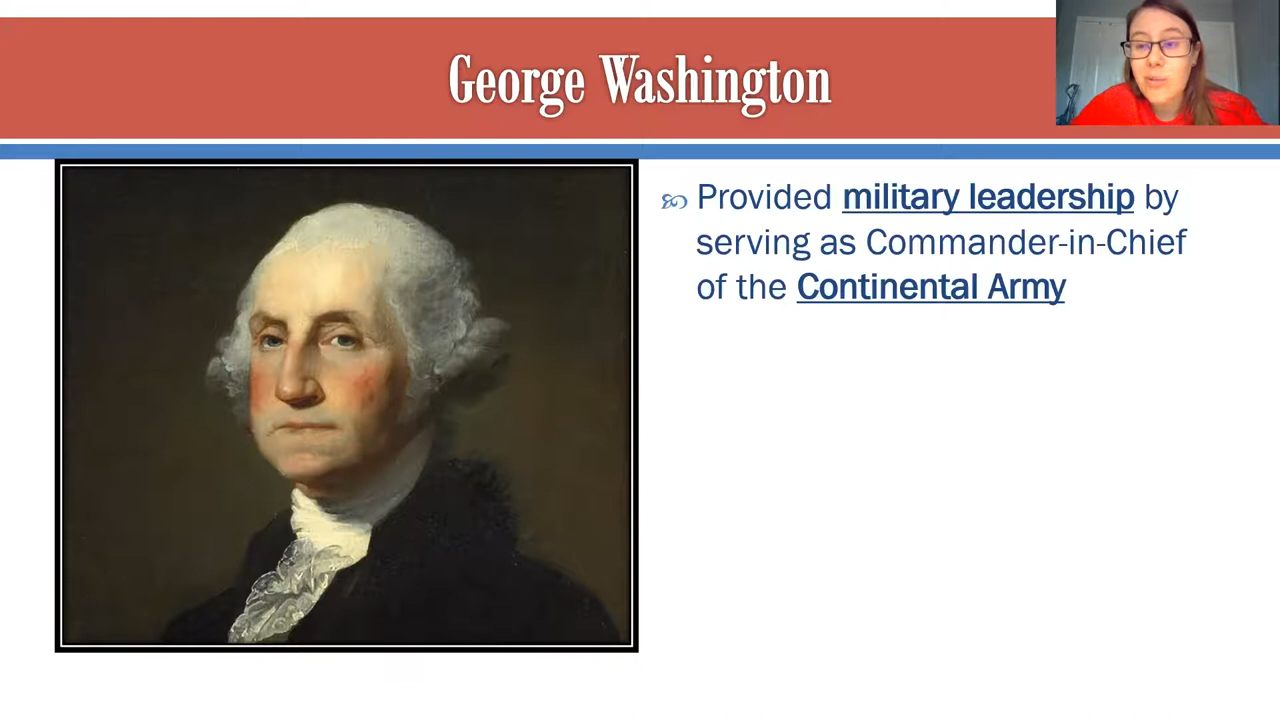 George Washington
Provided military leadership by
serving as Commander-in-Chief
of the Continental Army